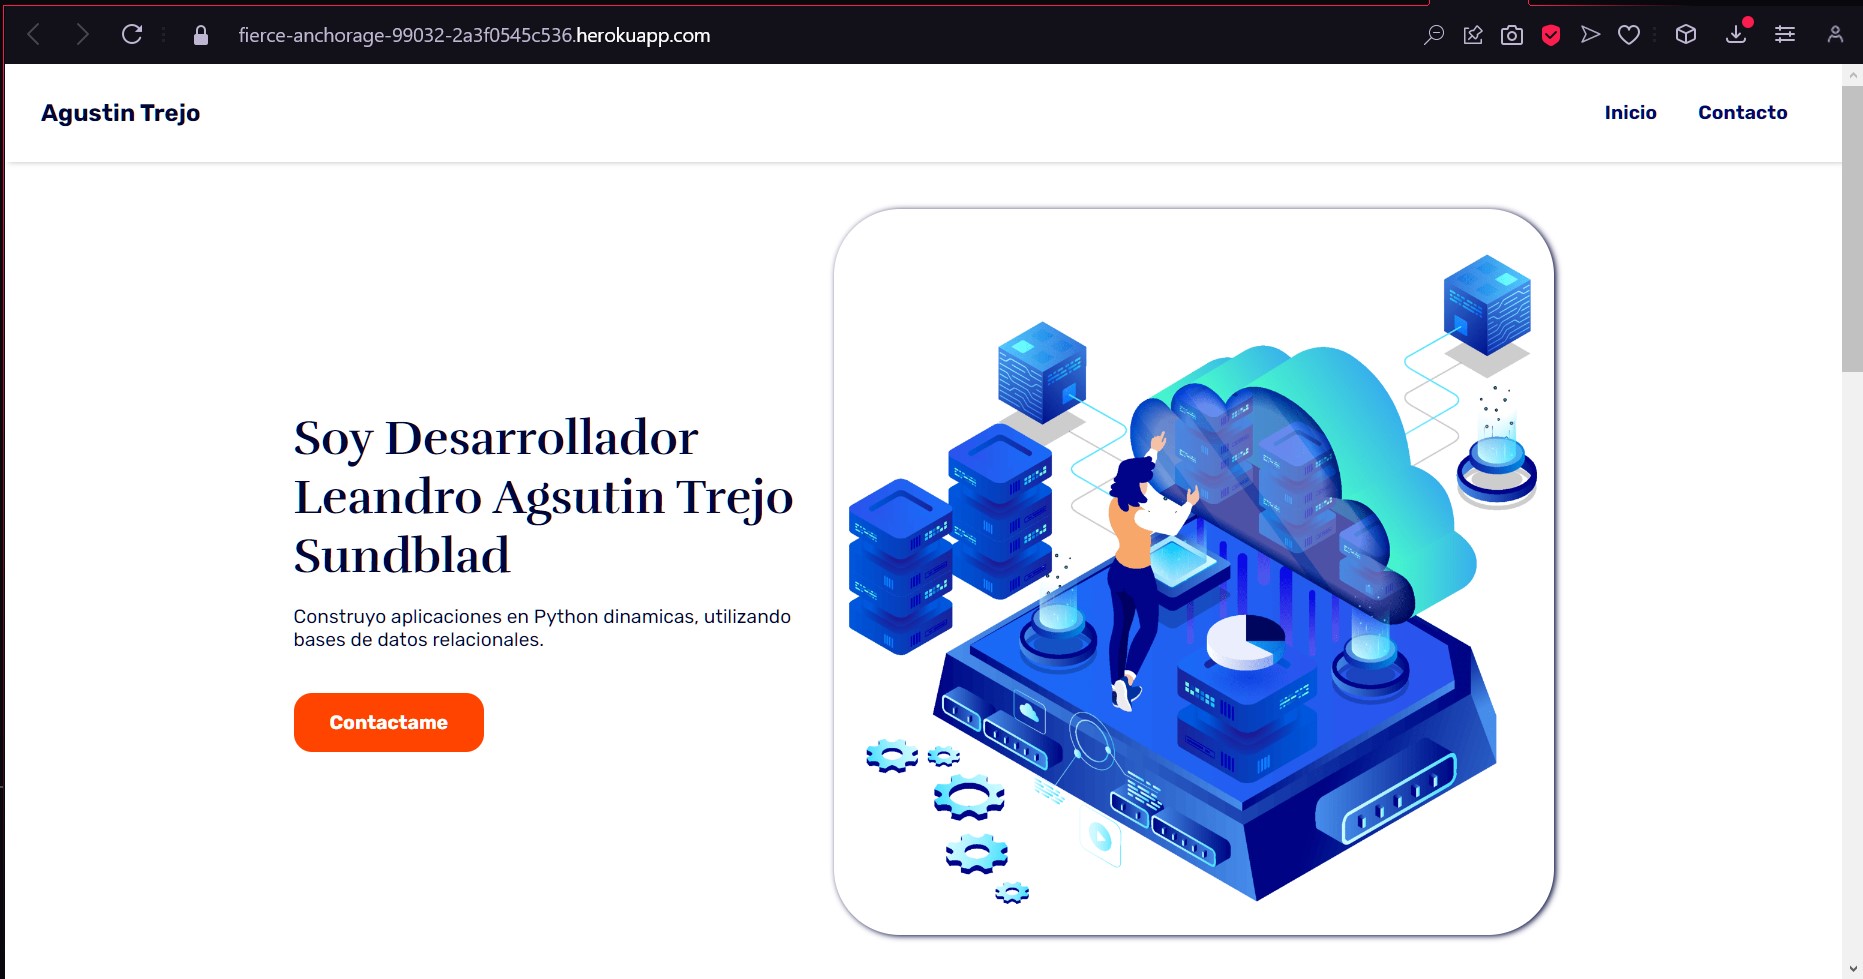 fierce-anchorage-99032-2a3f0545c536.herokuapp.com
Agustin Trejo
Inicio
Contacto
Soy Desarrollador
Leandro Agsutin Trejo
Sundblad
Construyo aplicaciones en Python dinamicas, utilizando
bases de datos relacionales.
Contactame